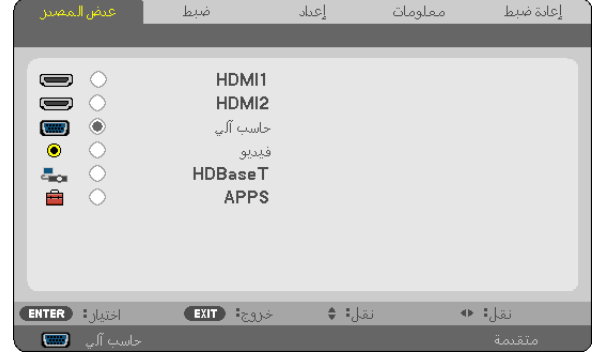 عرض المصدر ضبط إعداد معلومات إعادة ضبط
HDMI1
HDMI2
حاسب آلي
فيديو
HDBaseT
APPS
ENTER اختيار: EXIT خروج: نقل: نقل:
حاسب آلي متقدمة